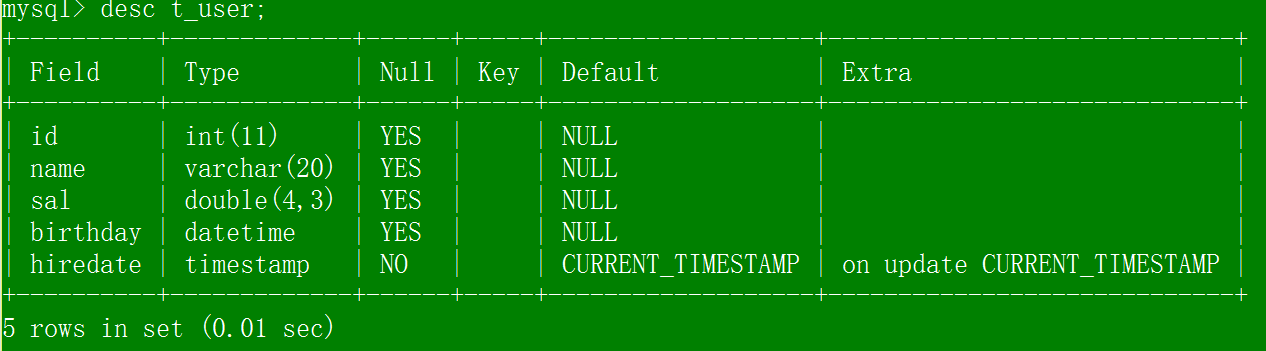 mysql> desc t_user;
+----------+-------------+------+-----+-------------------+-----------------------------+
| Field    | Type        | Null | Key | Default           | Extra                       |
+----------+-------------+------+-----+-------------------+-----------------------------+
| id       | int(11)     | YES  |     | NULL              |                             |
| name     | varchar(20) | YES  |     | NULL              |                             |
| sal      | double(4,3) | YES  |     | NULL              |                             |
| birthday | datetime    | YES  |     | NULL              |                             |
| hiredate | timestamp   | NO   |     | CURRENT_TIMESTAMP | on update CURRENT_TIMESTAMP |
+----------+-------------+------+-----+-------------------+-----------------------------+
5 rows in set (0.01 sec)